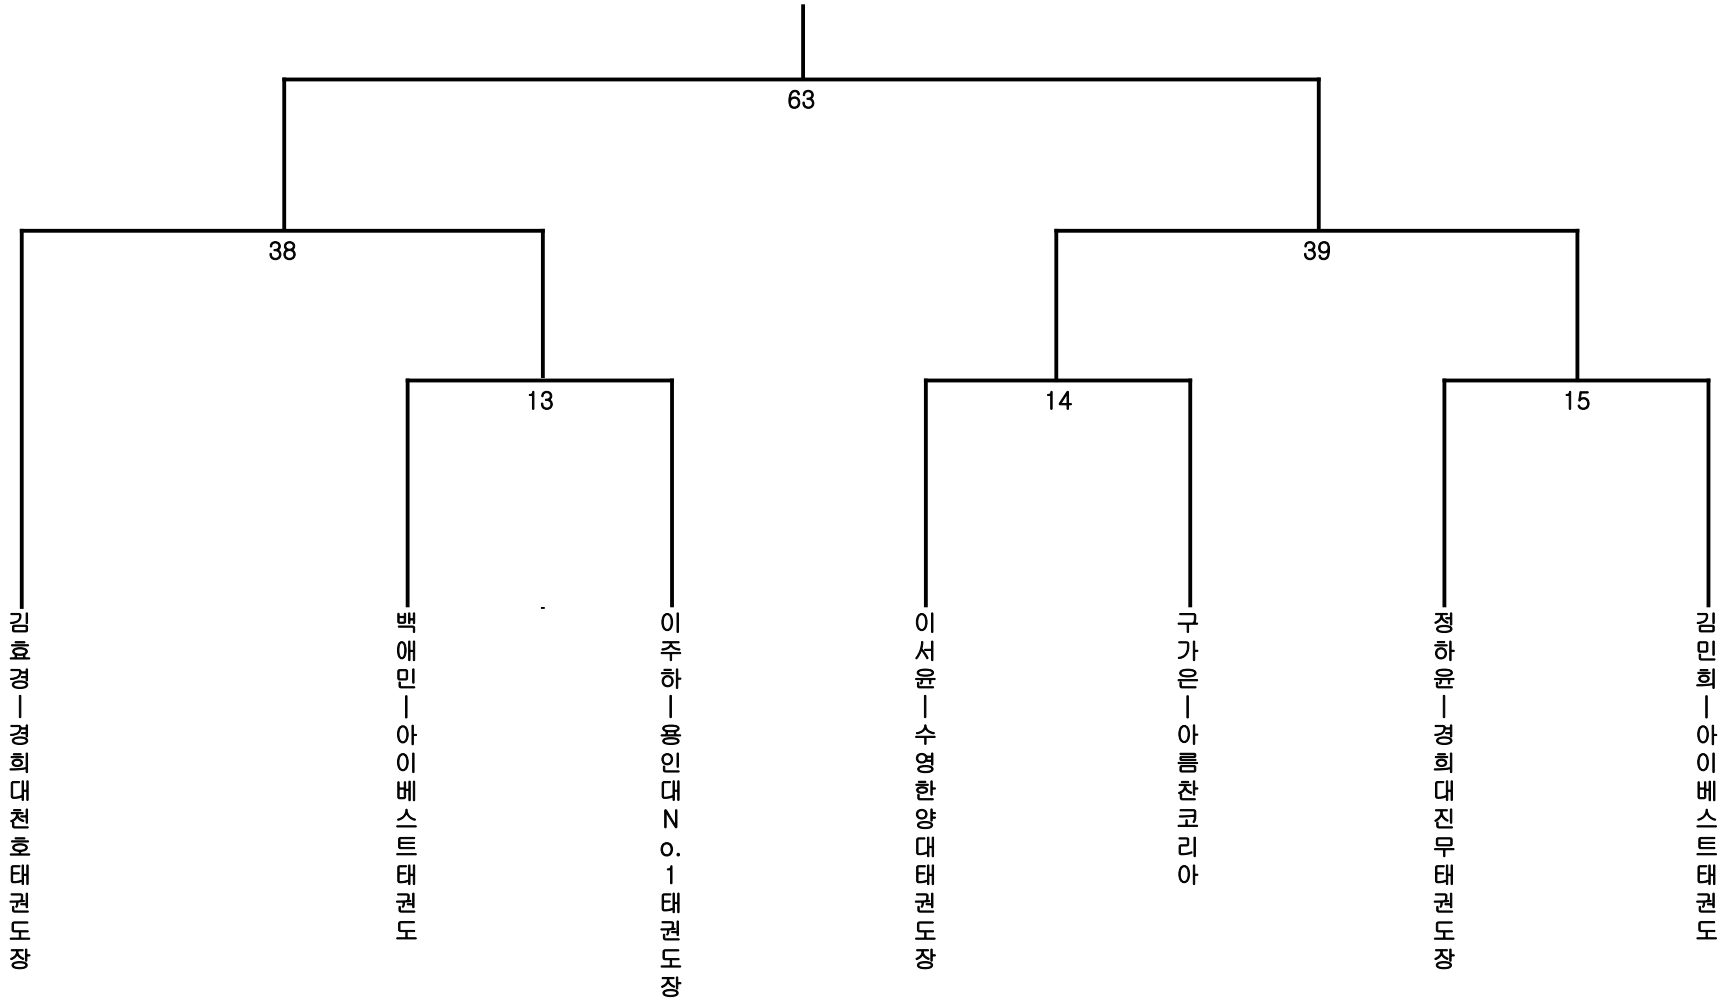 63
38
39
13
14
15
김효경-경희대천호태권도장
백애민-아이베스트태권도
-
이주하-용인대No.1태권도장
이서윤-수영한양대태권도장
구가은-아름찬코리아
정하윤-경희대진무태권도장
김민희-아이베스트태권도